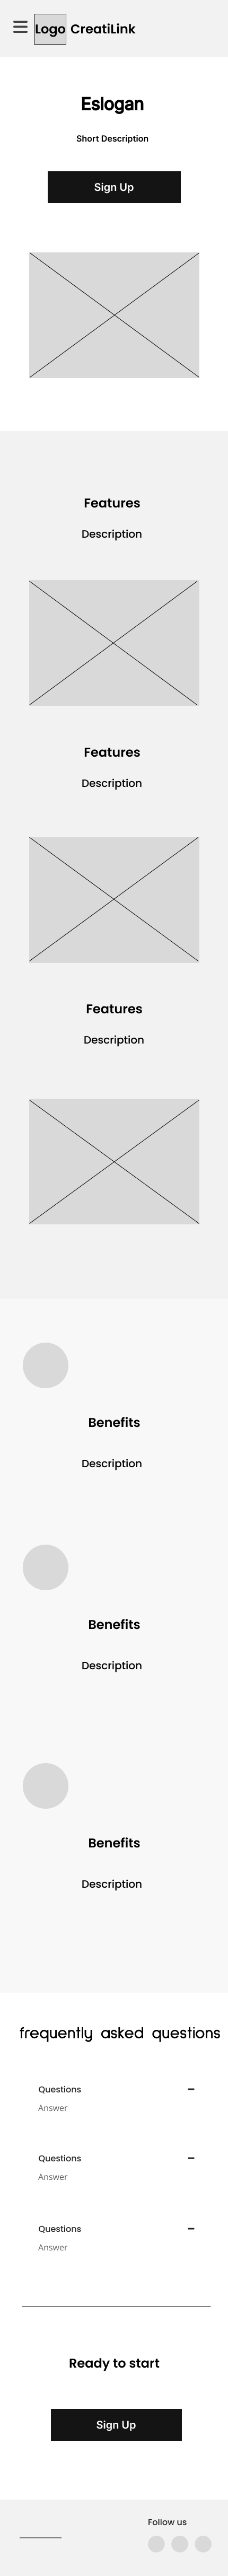 Logo CreatiLink
Eslogan
Short Description
Sign Up
Features
Description
Features
Description
Features
Description
Benefits
Description
Benefits
Description
Benefits
Description
frequently asked questions
Questions
Answer
Questions
Answer
Questions
Answer
Ready to start
Sign Up
Follow us